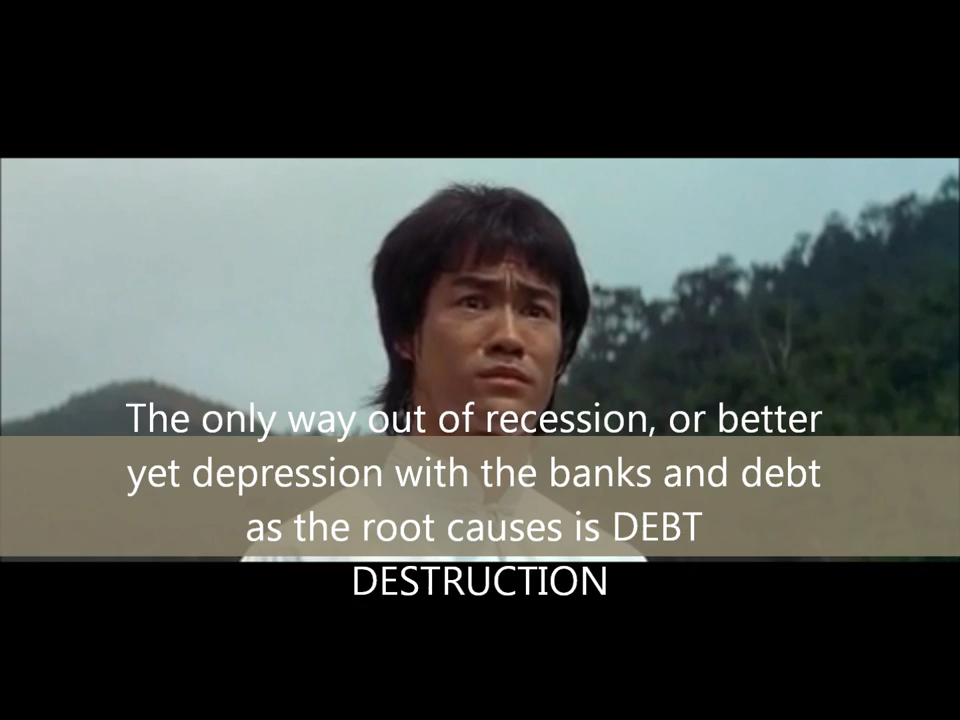 The only way out of recession, or better
yet depression with the banks and debt
as the root causes is DEBT
DESTRUCTION